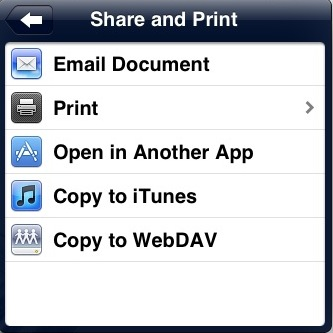 Share and Print
Email Document
Print
Open in Another App
Copy to iTunes
Copy to WebDAV